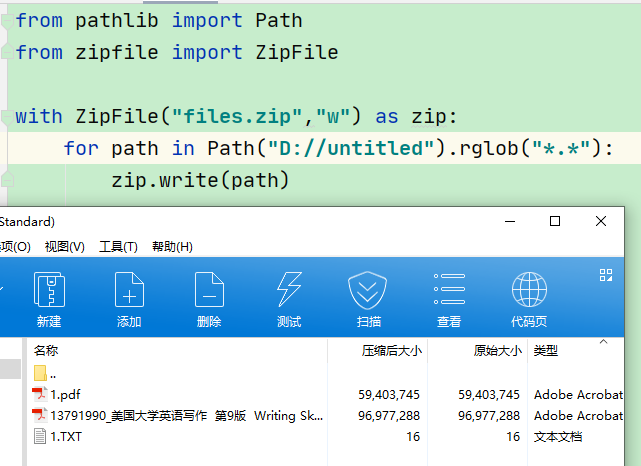 from pathlib import Path
from zipfile import ZipFile
with ZipFile("files.zip","w") as zip:
for path in Path("D://untitled").rglob("*.*"):
zip.write(path)
Standard)
项(O) 视图(V) 工具(T) 帮助(H)
新建 添加 删除 测试 扫描 查看 代码页
名称 压缩后大小 原始大小 类型
..
1.pdf 59,403,745 59,403,745 Adobe Acrobat
13791990_美国大学英语写作 第9版 Writing Sk... 96,977,288 96,977,288 Adobe Acrobat
1.TXT 16 16 文本文档